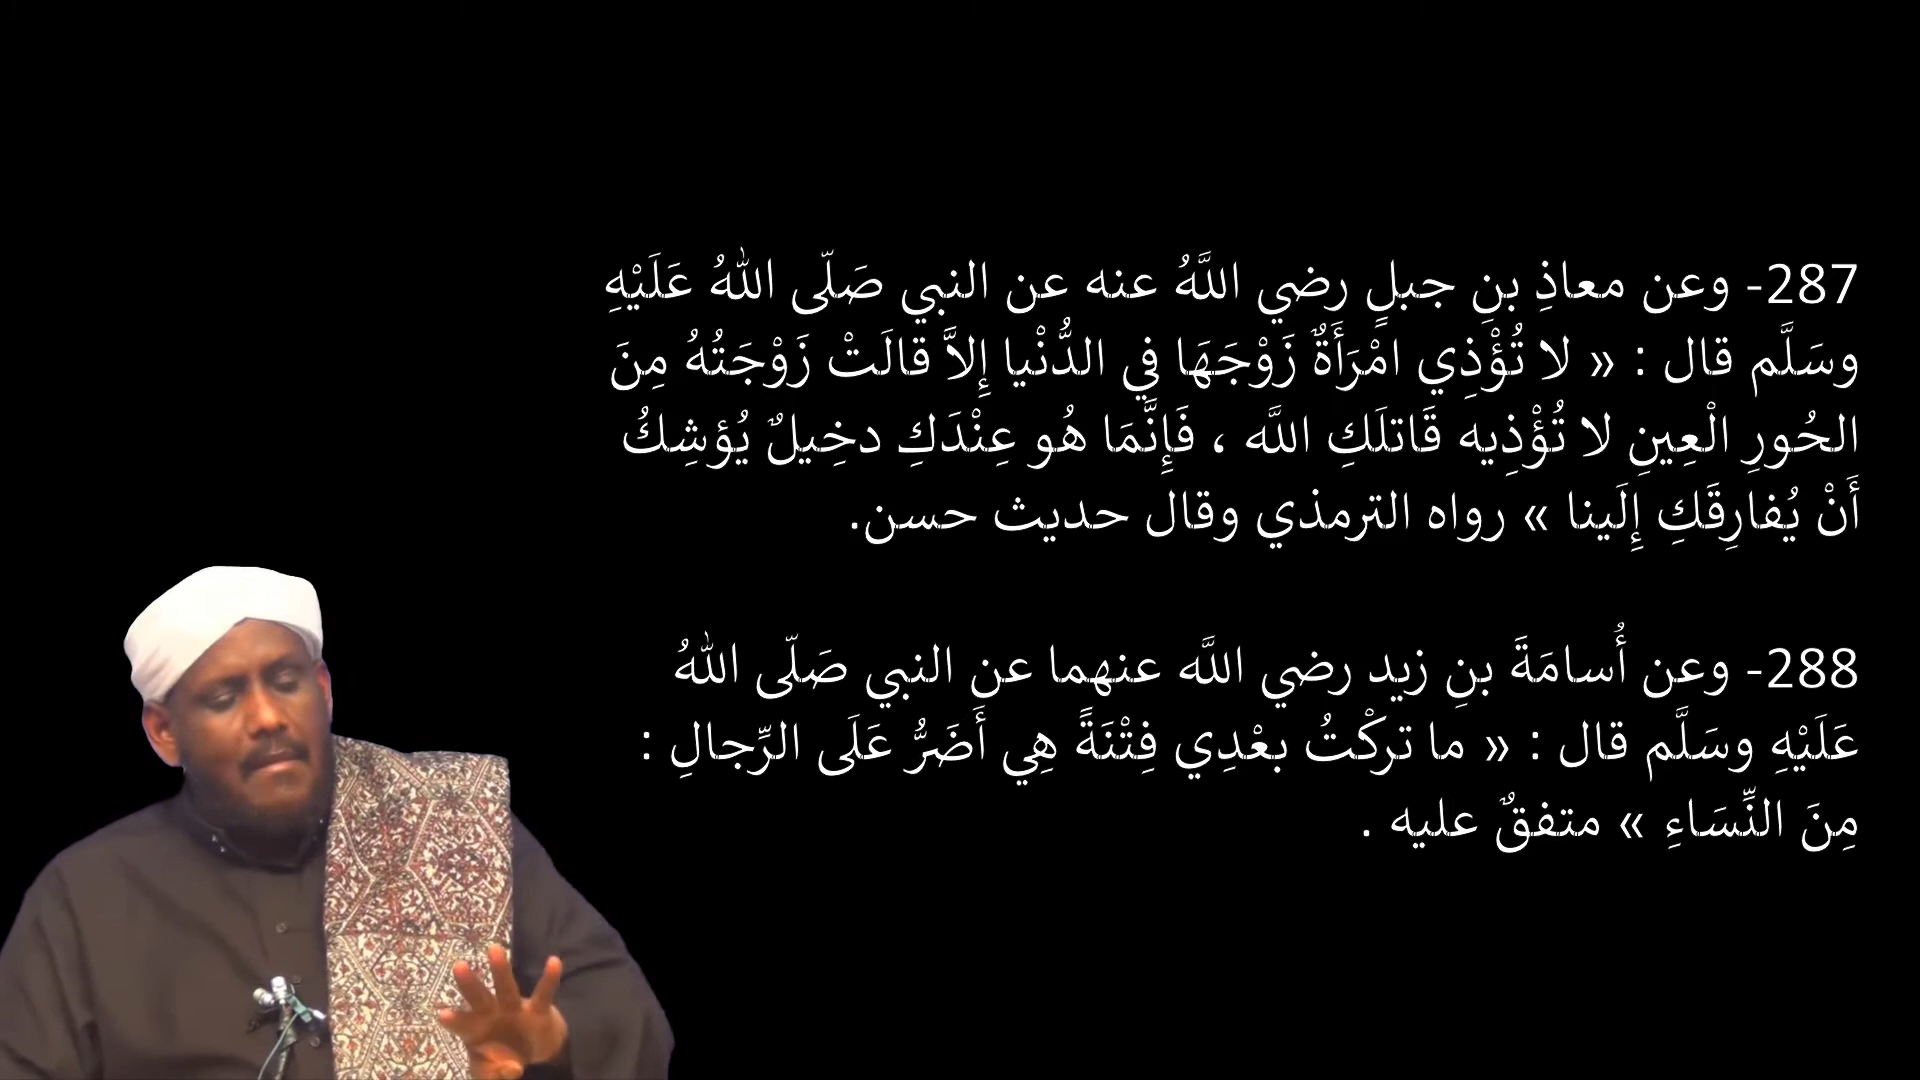 287- وعن معاذِ بنِ جبلٍ رضي اللَّهُ عنه عن النبي صَلّى اللهُ عَلَيْهِ
وسَلَّم قال : « لا تُؤْذِي امْرَأَةٌ زَوْجَهَا فِي الدُّنْيا إِلاَّ قالَتْ زَوْجَتُهُ مِنَ
الحُورِ الْعِينِ لا تُؤْذِيه قَاتلَكِ اللَّه ، فَإِنَّمَا هُو عِنْدَكِ دخِيلٌ يُؤشِكُ
أَنْ يُفارِقَكِ إِلَينا » رواه الترمذي وقال حديث حسن.
288- وعن أُسامَةَ بنِ زيد رضي اللَّه عنهما عن النبي صَلّى اللهُ
عَلَيْهِ وسَلَّم قال : « ما تركْتُ بعْدِي فِتْنَةً هِي أَضَرُّ عَلَى الرِّجالِ :
مِنَ النِّسَاءِ » متفقٌ عليه .